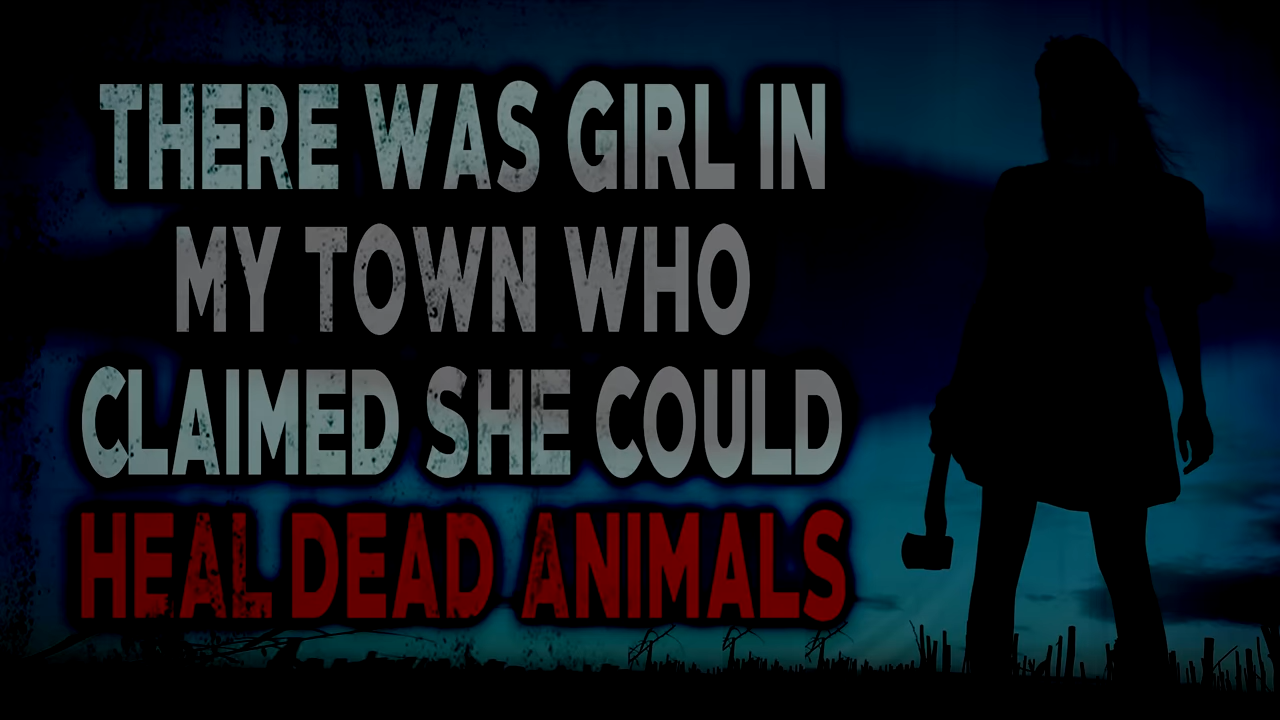 THERE WAS GIRL IN
MY TOWN WHO
CLAIMED SHE COULD
HEAL DEAD ANIMALS